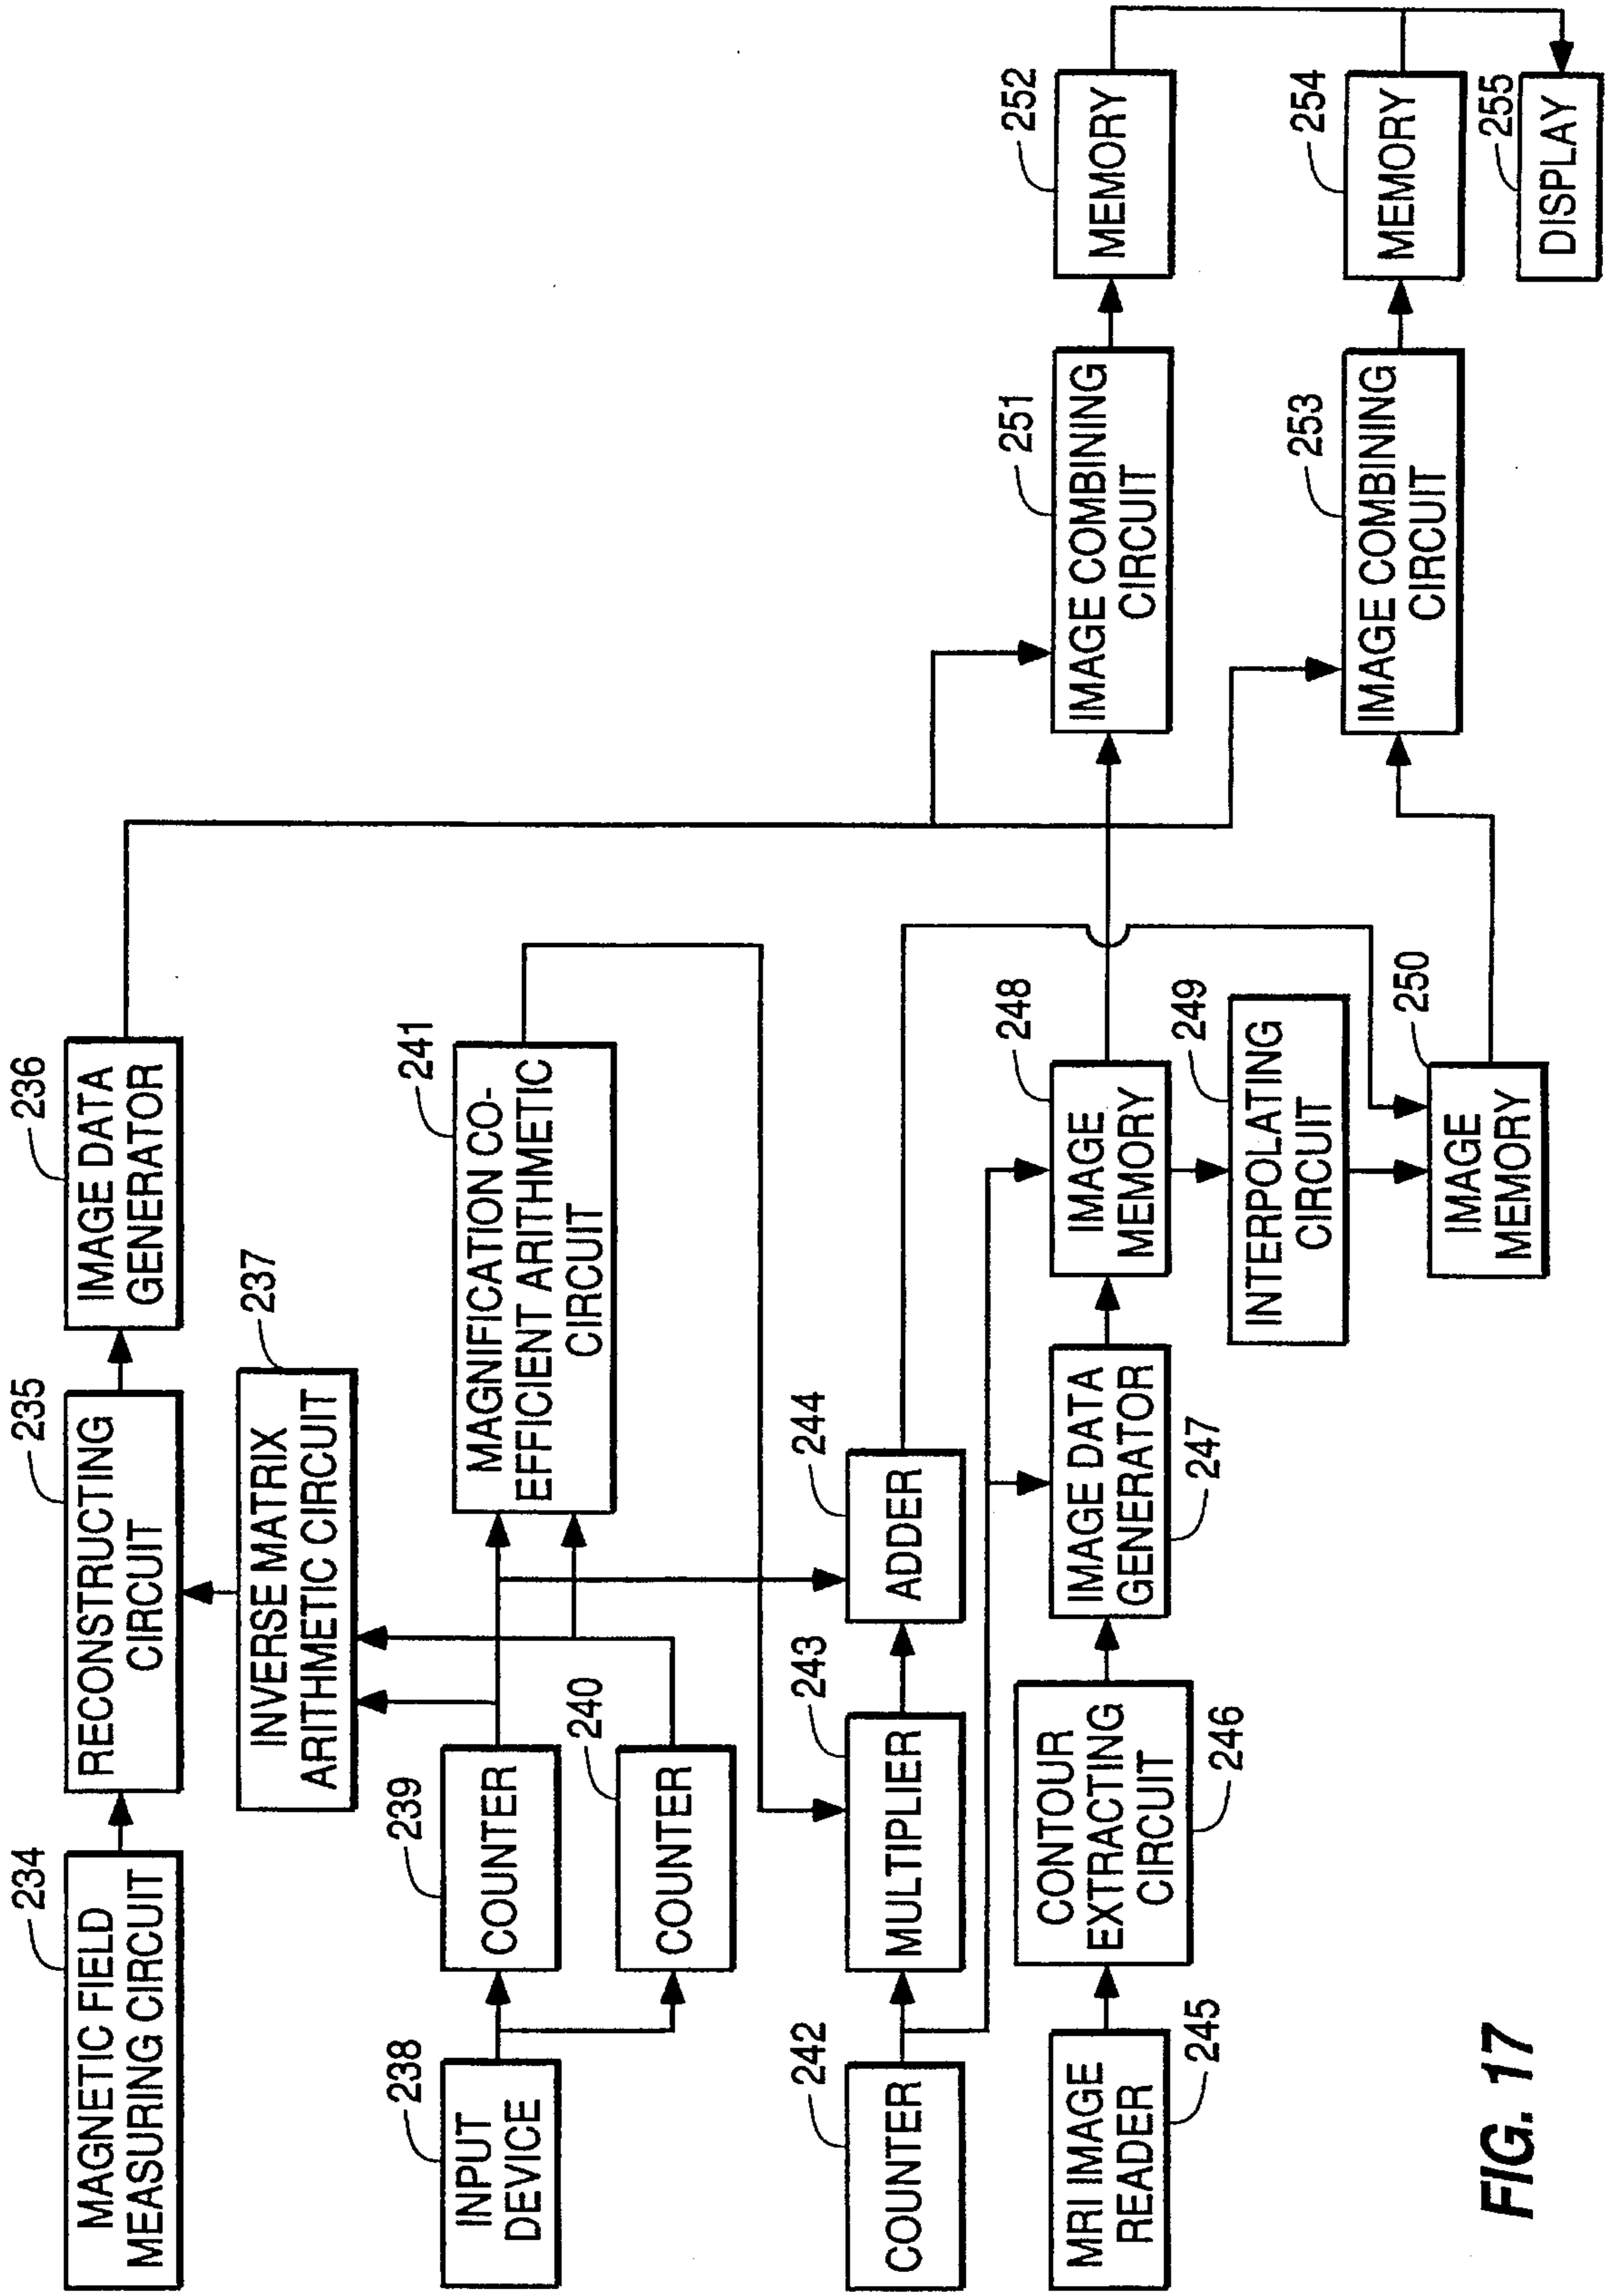 234
MAGNETIC FIELD
MEASURING CIRCUIT
235
RECONSTRUCTING
CIRCUIT
236
IMAGE DATA
GENERATOR
237
INVERSE MATRIX
ARITHMETIC CIRCUIT
238
INPUT
DEVICE
239
COUNTER
240
COUNTER
241
MAGNIFICATION CO-
EFFICIENT ARITHMETIC
CIRCUIT
242
COUNTER
243
MULTIPLIER
244
ADDER
MRI IMAGE
READER
245
CONTOUR
EXTRACTING
CIRCUIT
246
IMAGE DATA
GENERATOR
247
248
IMAGE
MEMORY
249
INTERPOLATING
CIRCUIT
250
IMAGE
MEMORY
251
IMAGE COMBINING
CIRCUIT
252
MEMORY
253
IMAGE COMBINING
CIRCUIT
254
MEMORY
255
DISPLAY
FIG. 17